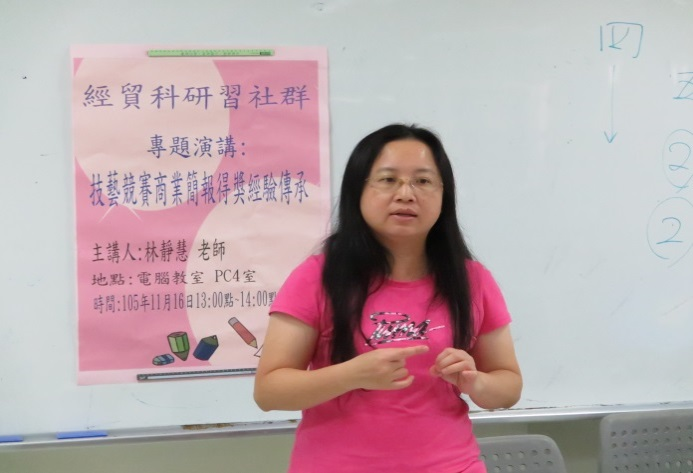 經貿科研習社群
專題演講:
技藝競賽商業簡報得獎經驗傳承
主講人:林靜慧 老師
地點:電腦教室 PC4室
時間:105年11月16日13:00點~14:00點
四
2
2